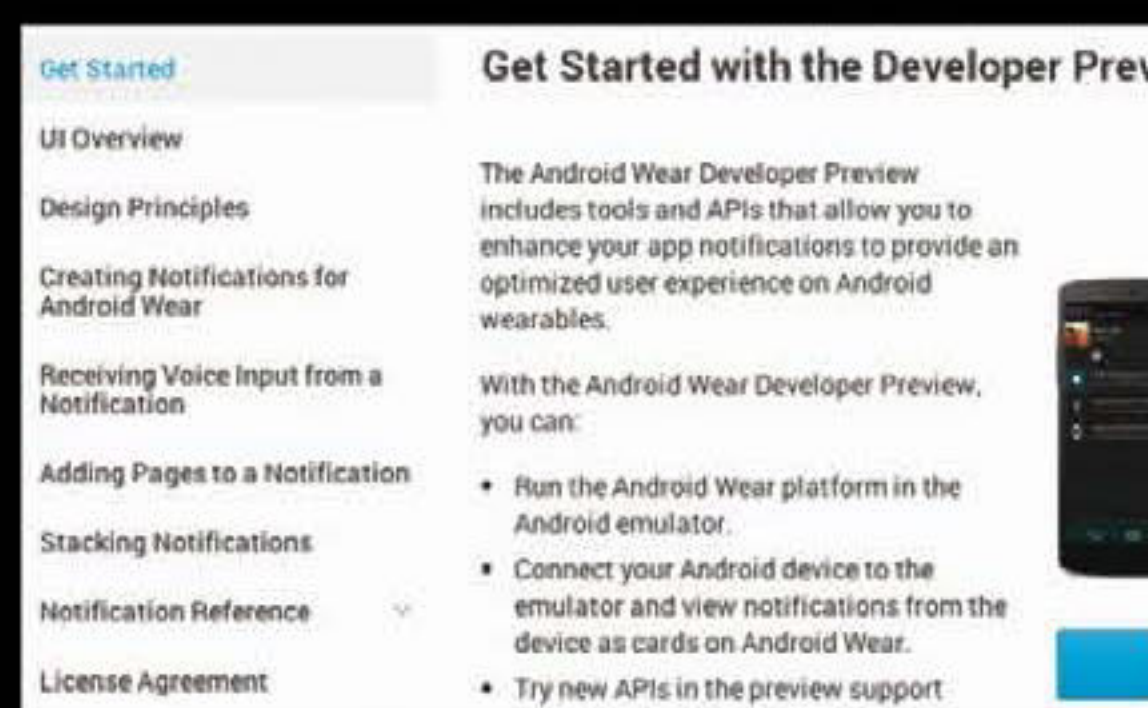 Get Started
UI Overview
Design Principles
Creating Notifications for
Android Wear
Receiving Voice Input from a
Notification
Adding Pages to a Notification
Stacking Notifications
Notification Reference
License Agreement
Get Started with the Developer Prev
The Android Wear Developer Preview
includes tools and APIs that allow you to
enhance your app notifications to provide an
optimized user experience on Android
wearables.
With the Android Wear Developer Preview,
you can:
• Run the Android Wear platform in the
Android emulator.
• Connect your Android device to the
emulator and view notifications from the
device as cards on Android Wear.
• Try new APIs in the preview support